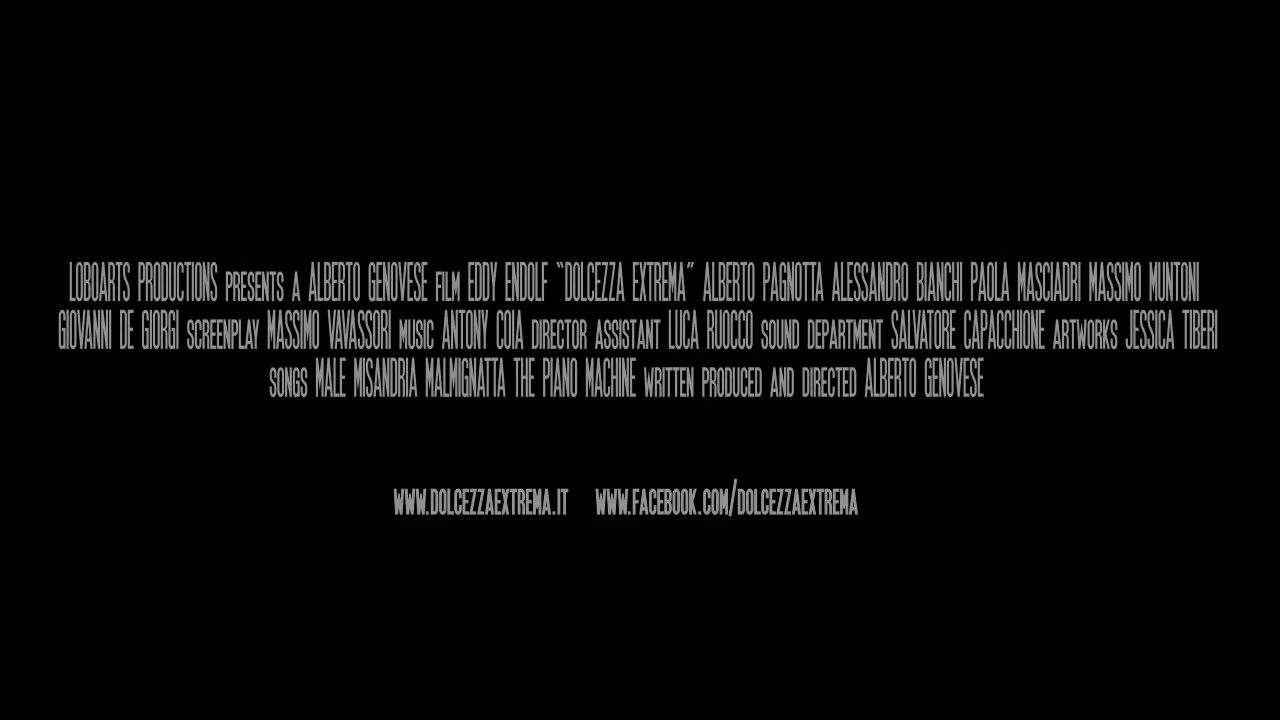 LOBOARTS PRODUCTIONS PRESENTS A ALBERTO GENOVESE FILM EDDY ENDOLF "DOLCEZZA EXTREMA" ALBERTO PAGNOTTA ALESSANDRO BIANCHI PAOLA MASCIADRI MASSIMO MUNTONI
GIOVANNI DE GIORGI SCREENPLAY MASSIMO VAVASSORI MUSIC ANTONY COIA DIRECTOR ASSISTANT LUCA RUOCCO SOUND DEPARTMENT SALVATORE CAPACCHIONE ARTWORKS JESSICA TIBERI
SONGS MALE MISANDRIA MALMIGNATTA THE PIANO MACHINE WRITTEN PRODUCED AND DIRECTED ALBERTO GENOVESE
WWW.DOLCEZZAEXTREMA.IT WWW.FACEBOOK.COM/DOLCEZZAEXTREMA